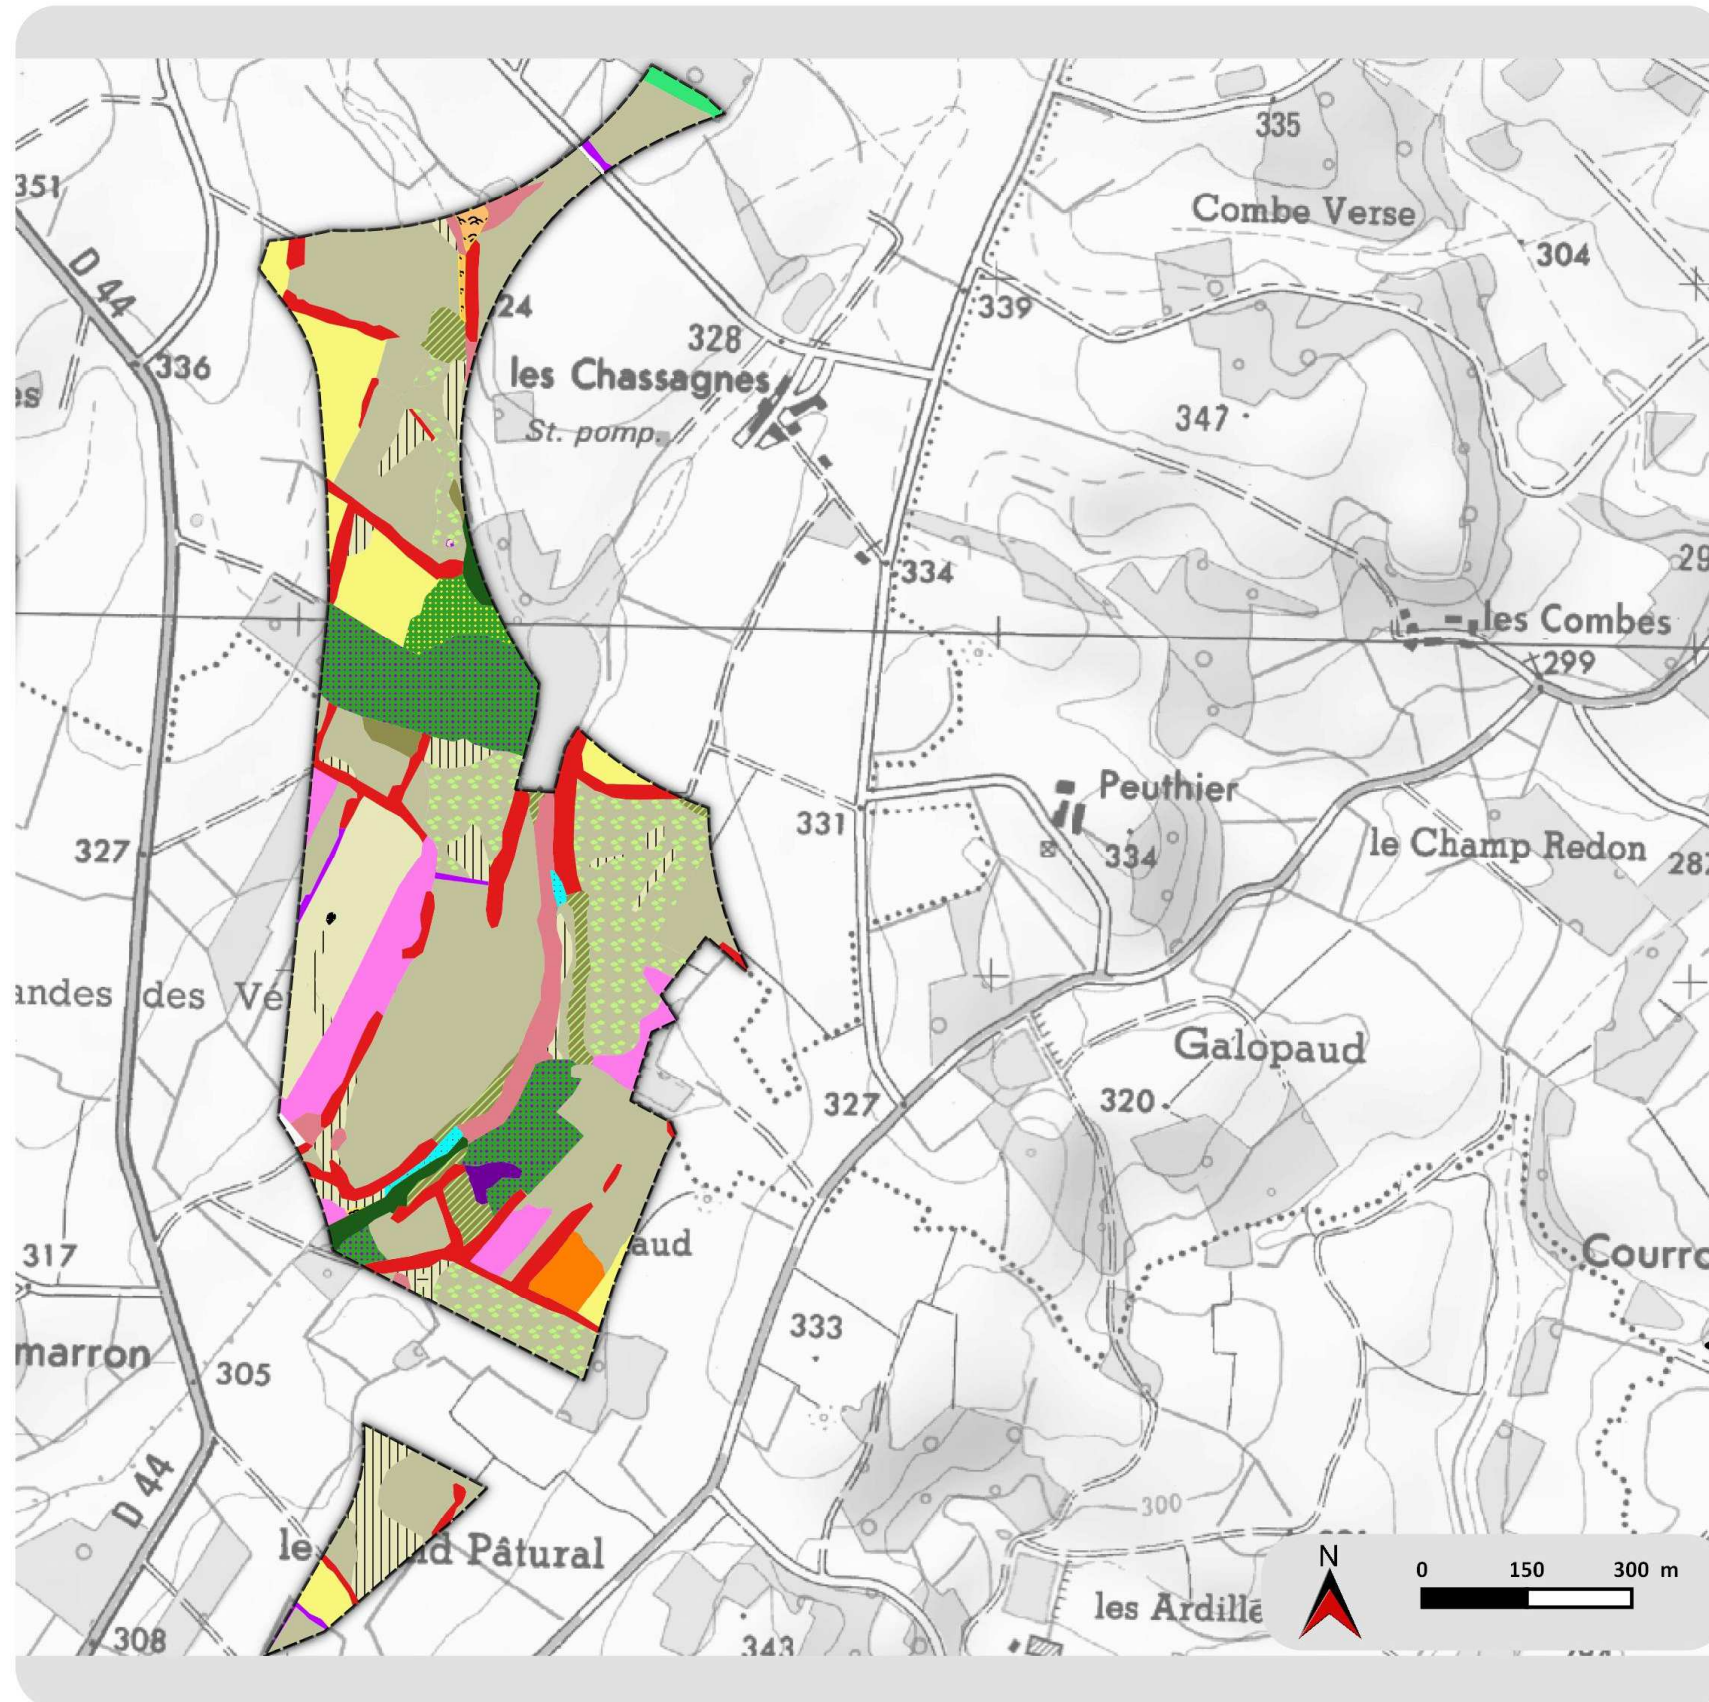 351
335
Combe Verse
304
D 44
339
24
328
336
les Chassagnes
347
St. pomp.
334
29
les Combes
299
Peuthier
331
le Champ Redon
327
334
282
andes des Vé
Galopaud
327
320
317
aud
Courro
333
marron
305
300
D 44
le
d Pâtural
N
0 150 300 m
les Ardille
308
343